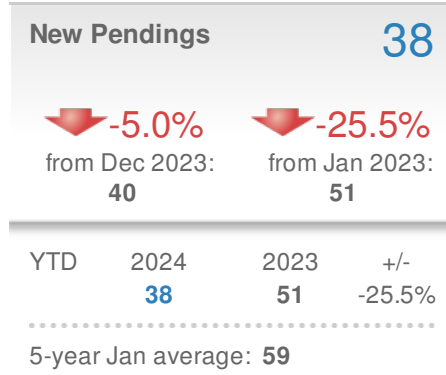 New Pendings 38
-5.0% -25.5%
from Dec 2023: from Jan 2023:
40 51
YTD 2024 2023 +/-
38 51 -25.5%
5-year Jan average: 59